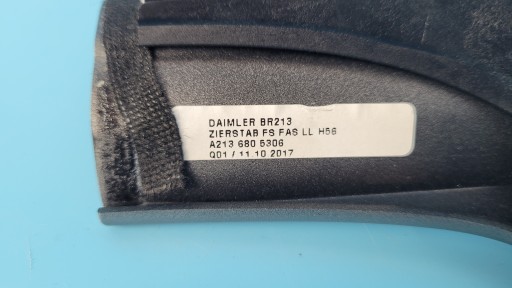 DAIMLER BR213
ZIERSTAB FS FAS LL H56
A213 680 5306
Q01 / 11.10 2017